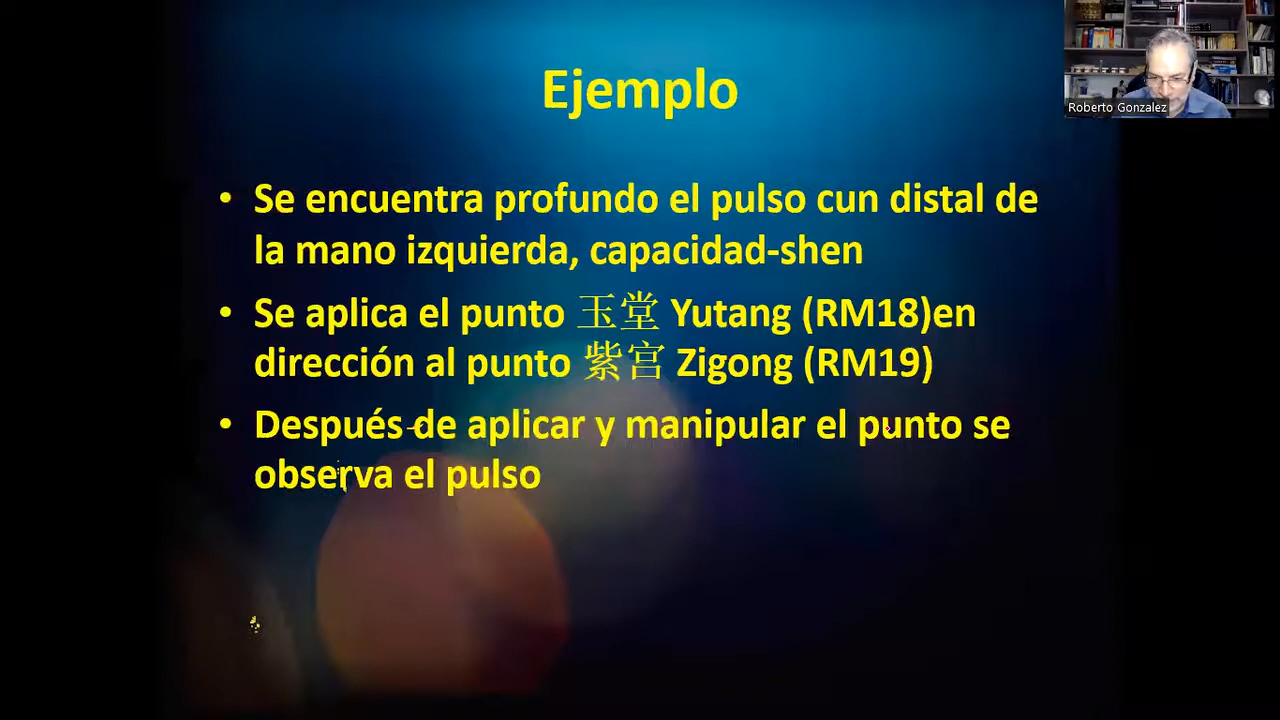 Ejemplo
Roberto Gonzalez
• Se encuentra profundo el pulso cun distal de
la mano izquierda, capacidad-shen
• Se aplica el punto 玉堂 Yutang (RM18)en
dirección al punto 紫宫 Zigong (RM19)
• Después de aplicar y manipular el punto se
observa el pulso